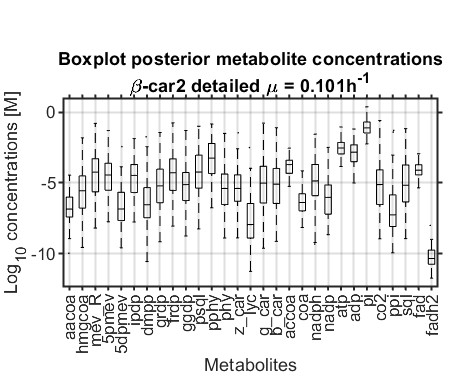 Boxplot posterior metabolite concentrations
β-car2 detailed μ = 0.101h-1
Log10 concentrations [M]
0
-5
-10
aacoa
hmgcoa
mev_R
5pmev
5dpmev
ipdp
dmpp
grdp
frdp
ggdp
psql
pphy
phy
z_car
lyc
g_car
b_car
accoa
coa
nadph
nadp
atp
adp
pi
co2
ppi
sql
fad
fadh2
Metabolites